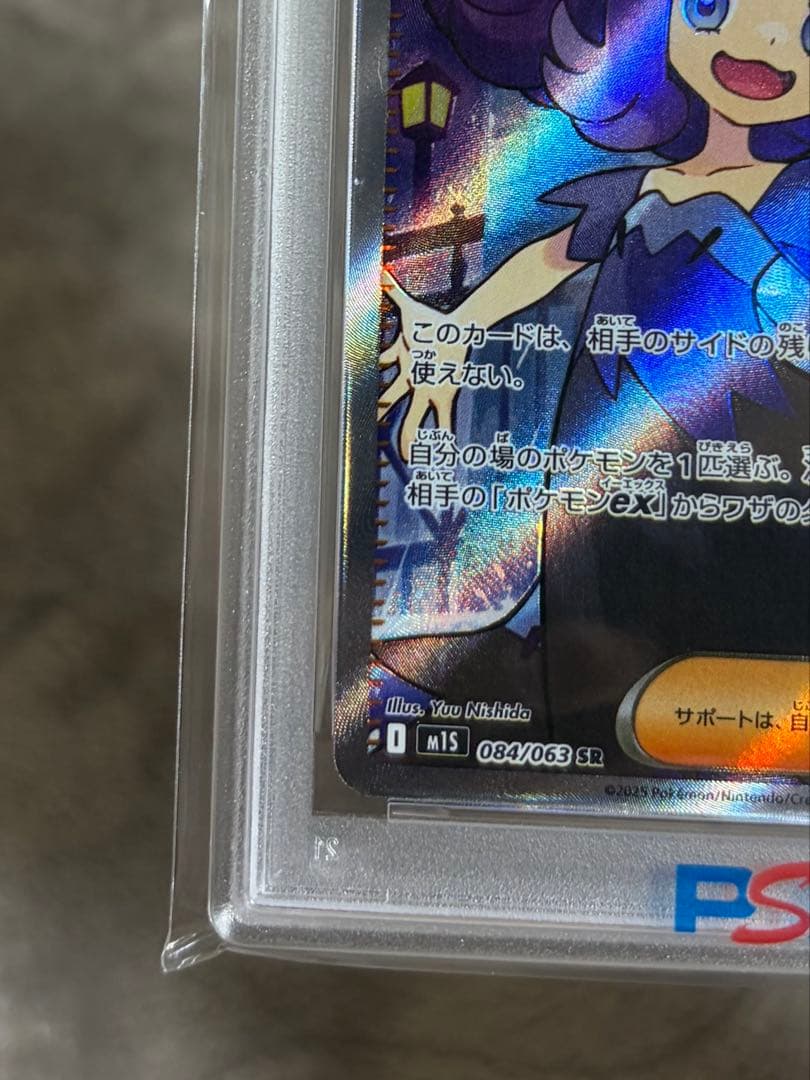 このカードは、相手のサイドの残
使えない。
自分の場のポケモンを1匹選ぶ。
相手の「ポケモンex」からワザの
Illus. Yuu Nishida
サポートは、自
I M1S 084/063 SR
©2025 Pokémon/Nintendo/Cre
21
PS